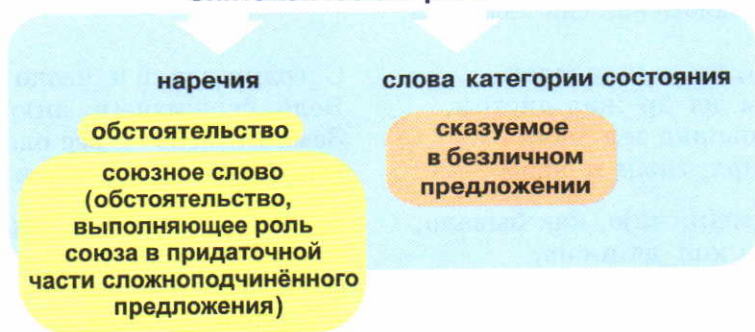 наречия
слова категории состояния
обстоятельство
союзное слово
(обстоятельство,
выполняющее роль
союза в придаточной
части сложноподчинённого
предложения)
сказуемое
в безличном
предложении